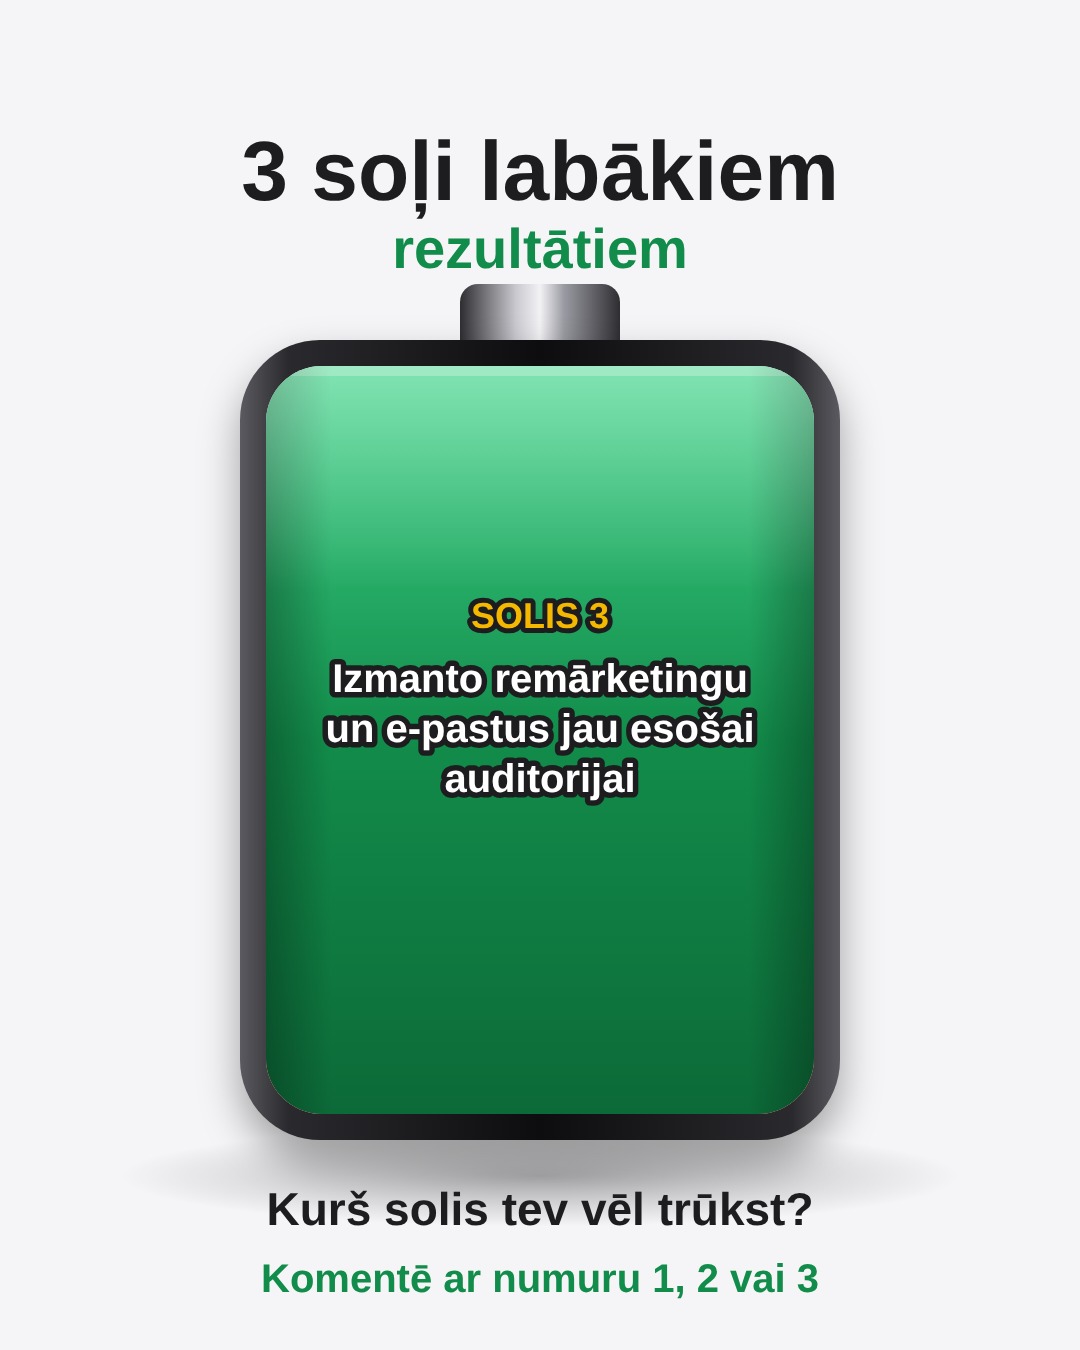 3 soļi labākiem
rezultātiem
SOLIS 3
Izmanto remārketingu
un e-pastus jau esošai
auditorijai
Kurš solis tev vēl trūkst?
Komentē ar numuru 1, 2 vai 3